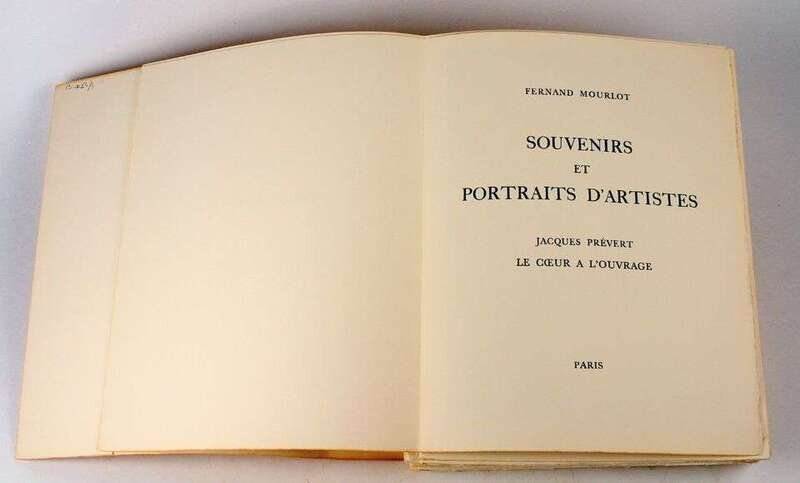 FERNAND MOURLOT
SOUVENIRS
ET
PORTRAITS D'ARTISTES
JACQUES PRÉVERT
LE CŒUR A L'OUVRAGE
PARIS